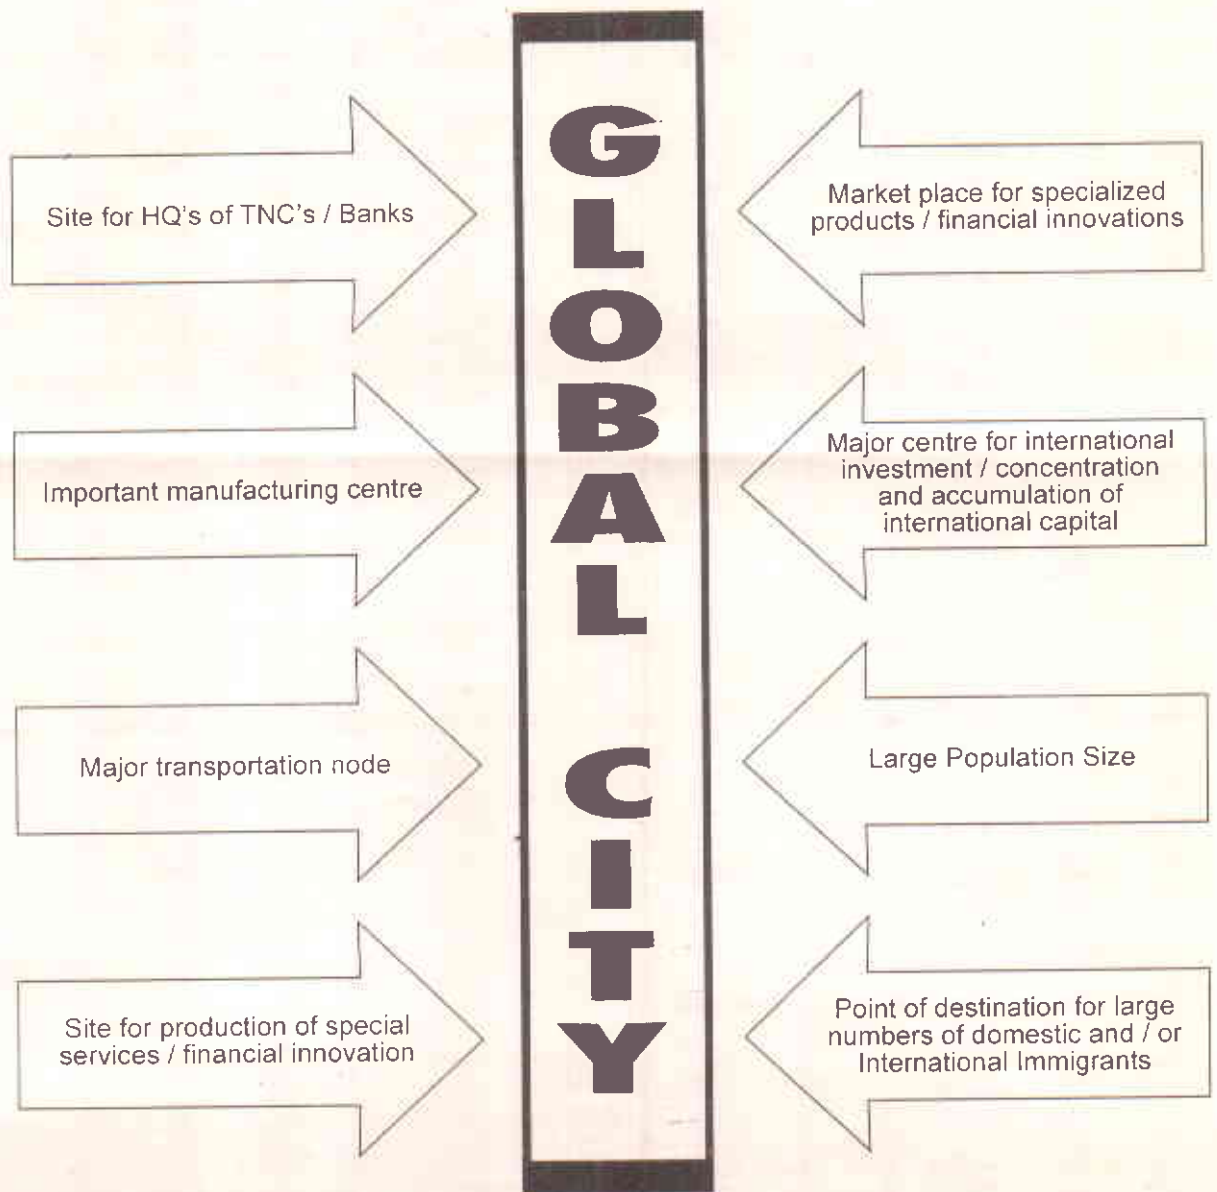 Site for HQ's of TNC's / Banks
Important manufacturing centre
Major transportation node
Site for production of special
services / financial innovation
GLOBAL CITY
Market place for specialized
products / financial innovations
Major centre for international
investment / concentration
and accumulation of
international capital
Large Population Size
Point of destination for large
numbers of domestic and / or
International Immigrants